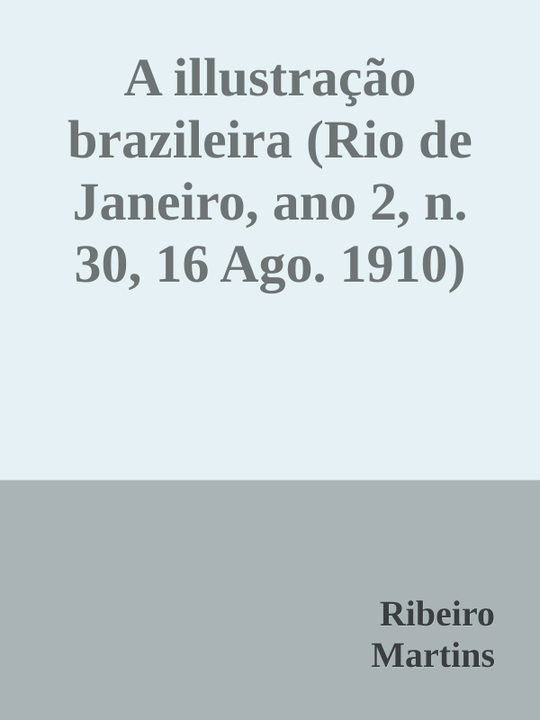 A illustração
brazileira (Rio de
Janeiro, ano 2, n.
30, 16 Ago. 1910)
Ribeiro
Martins